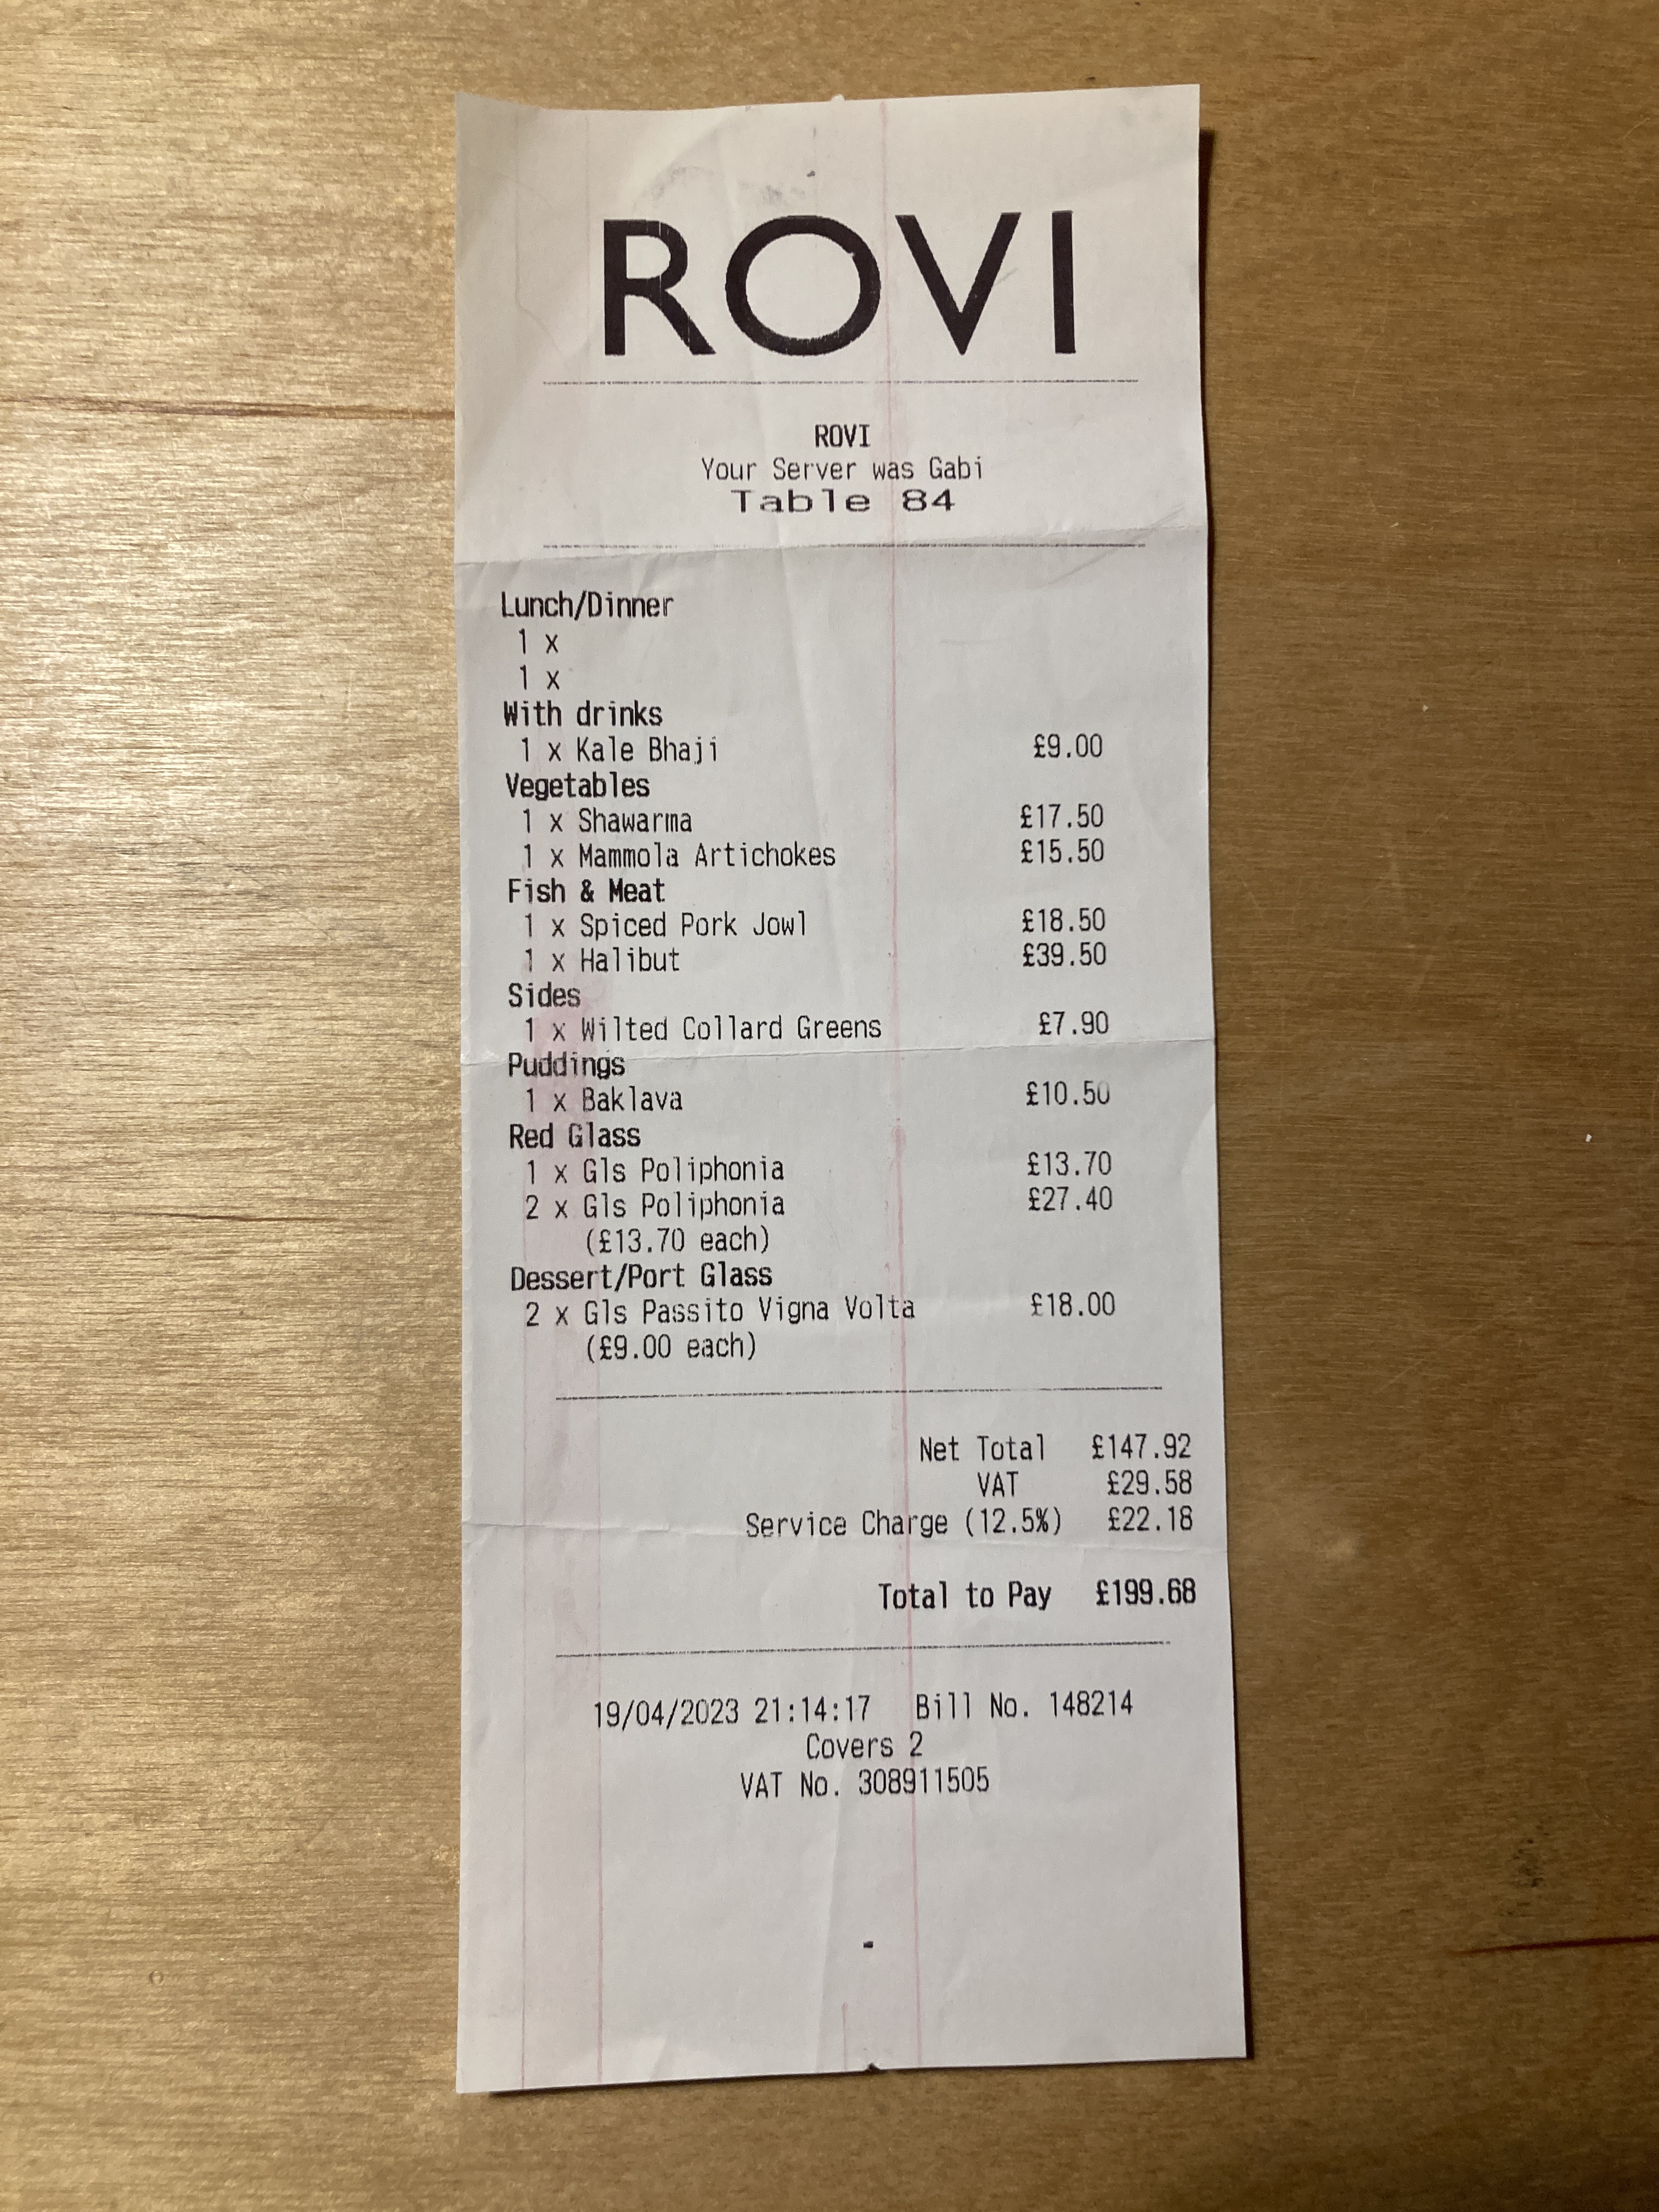 ROVI
ROVI
Your Server was Gabi
Table 84
Lunch/Dinner
1 x
1 x
With drinks
1 x Kale Bhaji £9.00
Vegetables
1 x Shawarma £17.50
1 x Mammola Artichokes £15.50
Fish & Meat
1 x Spiced Pork Jowl £18.50
1 x Halibut £39.50
Sides
1 x Wilted Collard Greens £7.90
Puddings
1 x Baklava £10.50
Red Glass
1 x Gls Poliphonia £13.70
2 x Gls Poliphonia £27.40
(£13.70 each)
Dessert/Port Glass
2 x Gls Passito Vigna Volta £18.00
(£9.00 each)
Net Total £147.92
VAT £29.58
Service Charge (12.5%) £22.18
Total to Pay £199.68
19/04/2023 21:14:17 Bill No. 148214
Covers 2
VAT No. 308911505